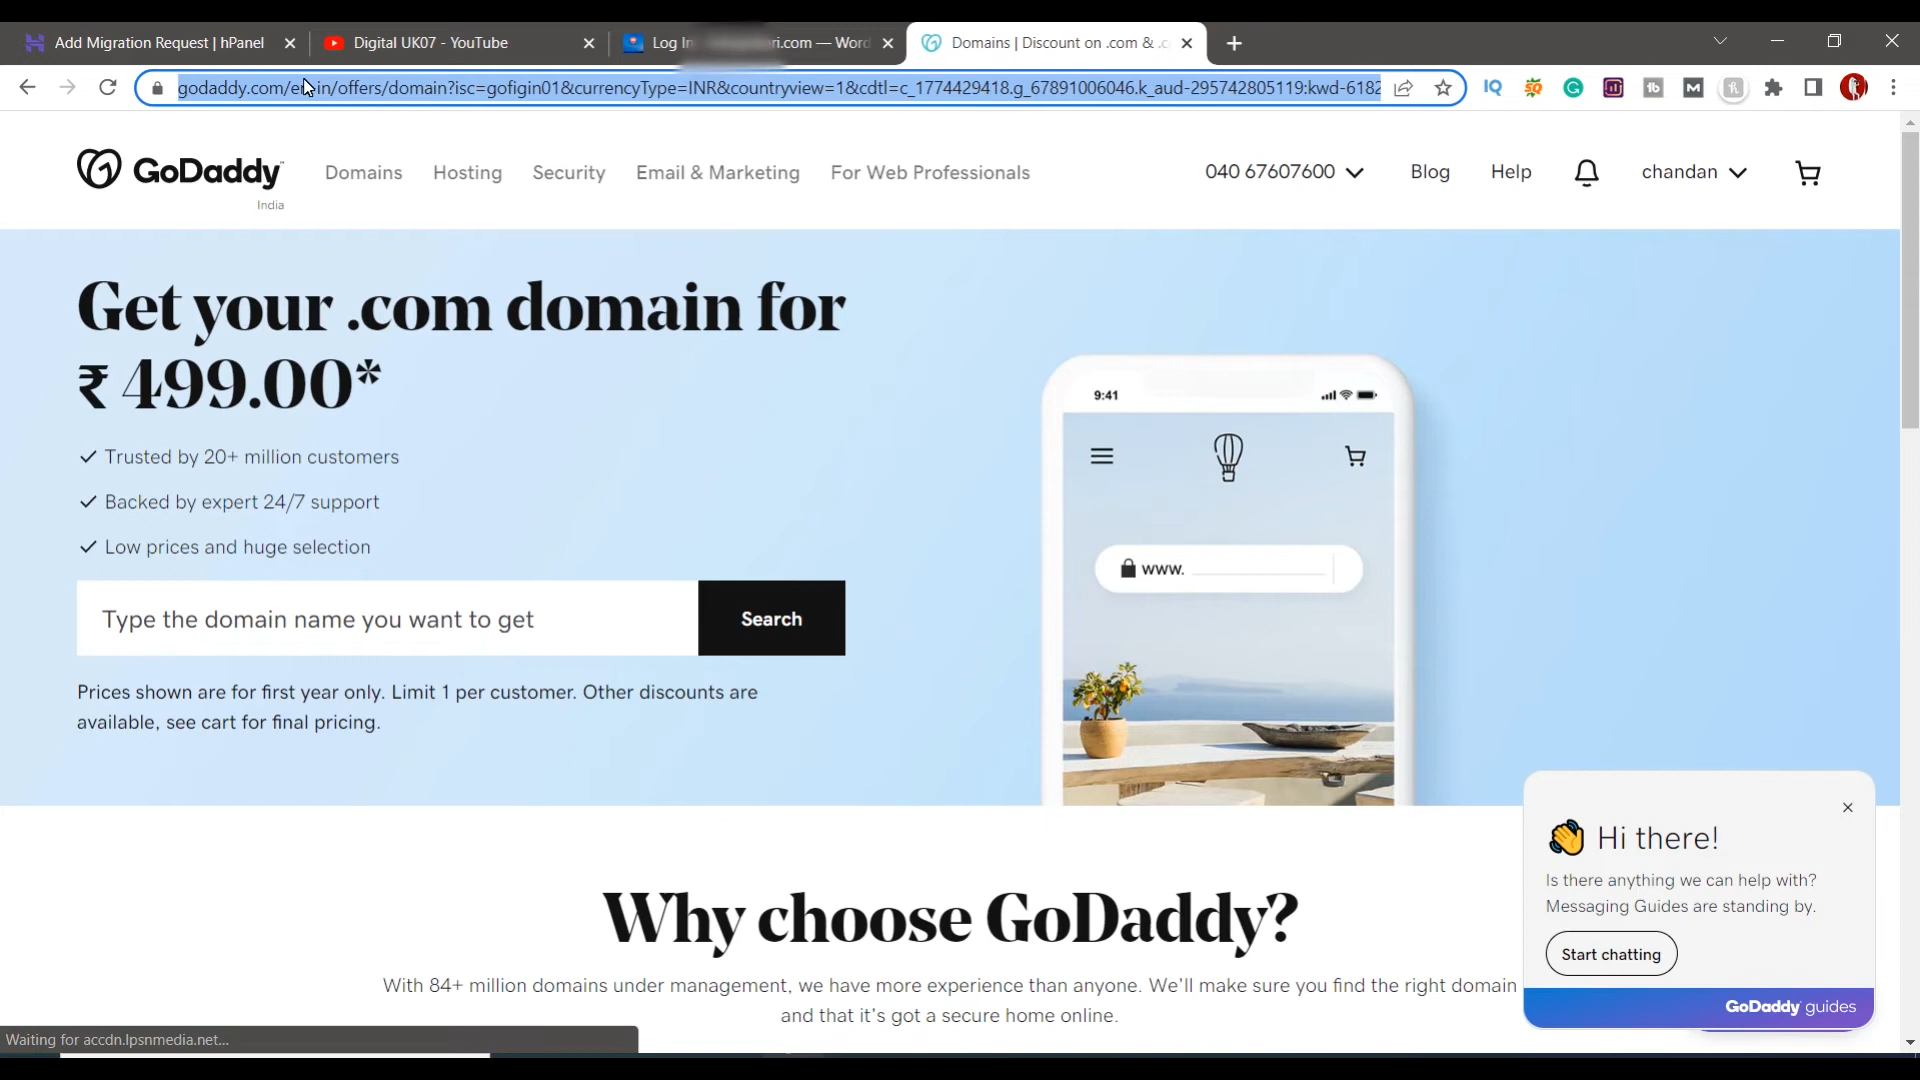 Add Migration Request | hPanel
Digital UK07 - YouTube
Log In
ri.com — Word
Domains | Discount on .com & .c
godaddy.com/en-in/offers/domain?isc=gofigin01&currencyType=INR&countryview=1&cdtl=c_1774429418.g_67891006046.k_aud-295742805119:kwd-6182
GoDaddy
India
Domains
Hosting
Security
Email & Marketing
For Web Professionals
040 67607600
Blog
Help
chandan
Get your .com domain for
₹ 499.00*
Trusted by 20+ million customers
Backed by expert 24/7 support
Low prices and huge selection
Type the domain name you want to get
Search
Prices shown are for first year only. Limit 1 per customer. Other discounts are
available, see cart for final pricing.
9:41
www.
Hi there!
Is there anything we can help with?
Messaging Guides are standing by.
Start chatting
GoDaddy guides
Why choose GoDaddy?
With 84+ million domains under management, we have more experience than anyone. We'll make sure you find the right domain
and that it's got a secure home online.
Waiting for accdn.lpsnmedia.net...